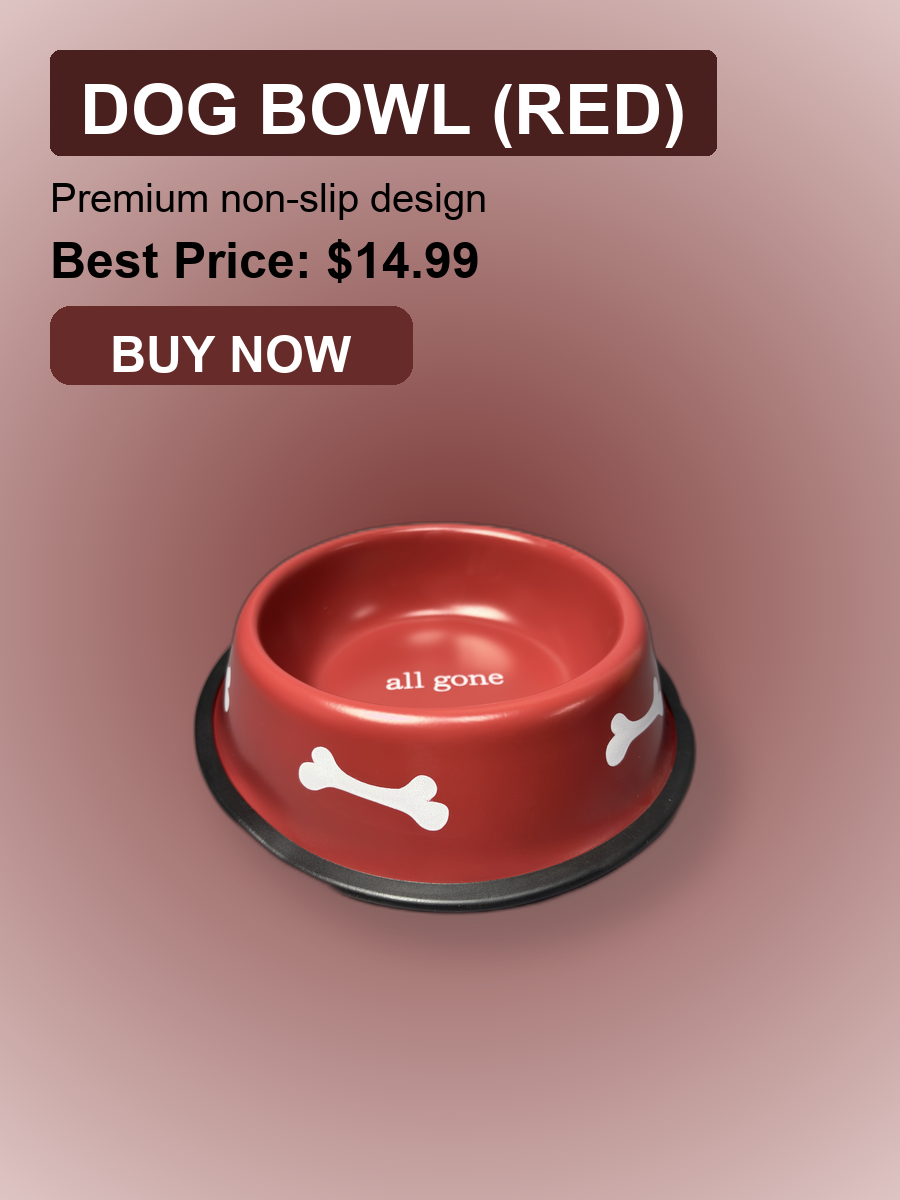 DOG BOWL (RED)
Premium non-slip design
Best Price: $14.99
BUY NOW
all gone